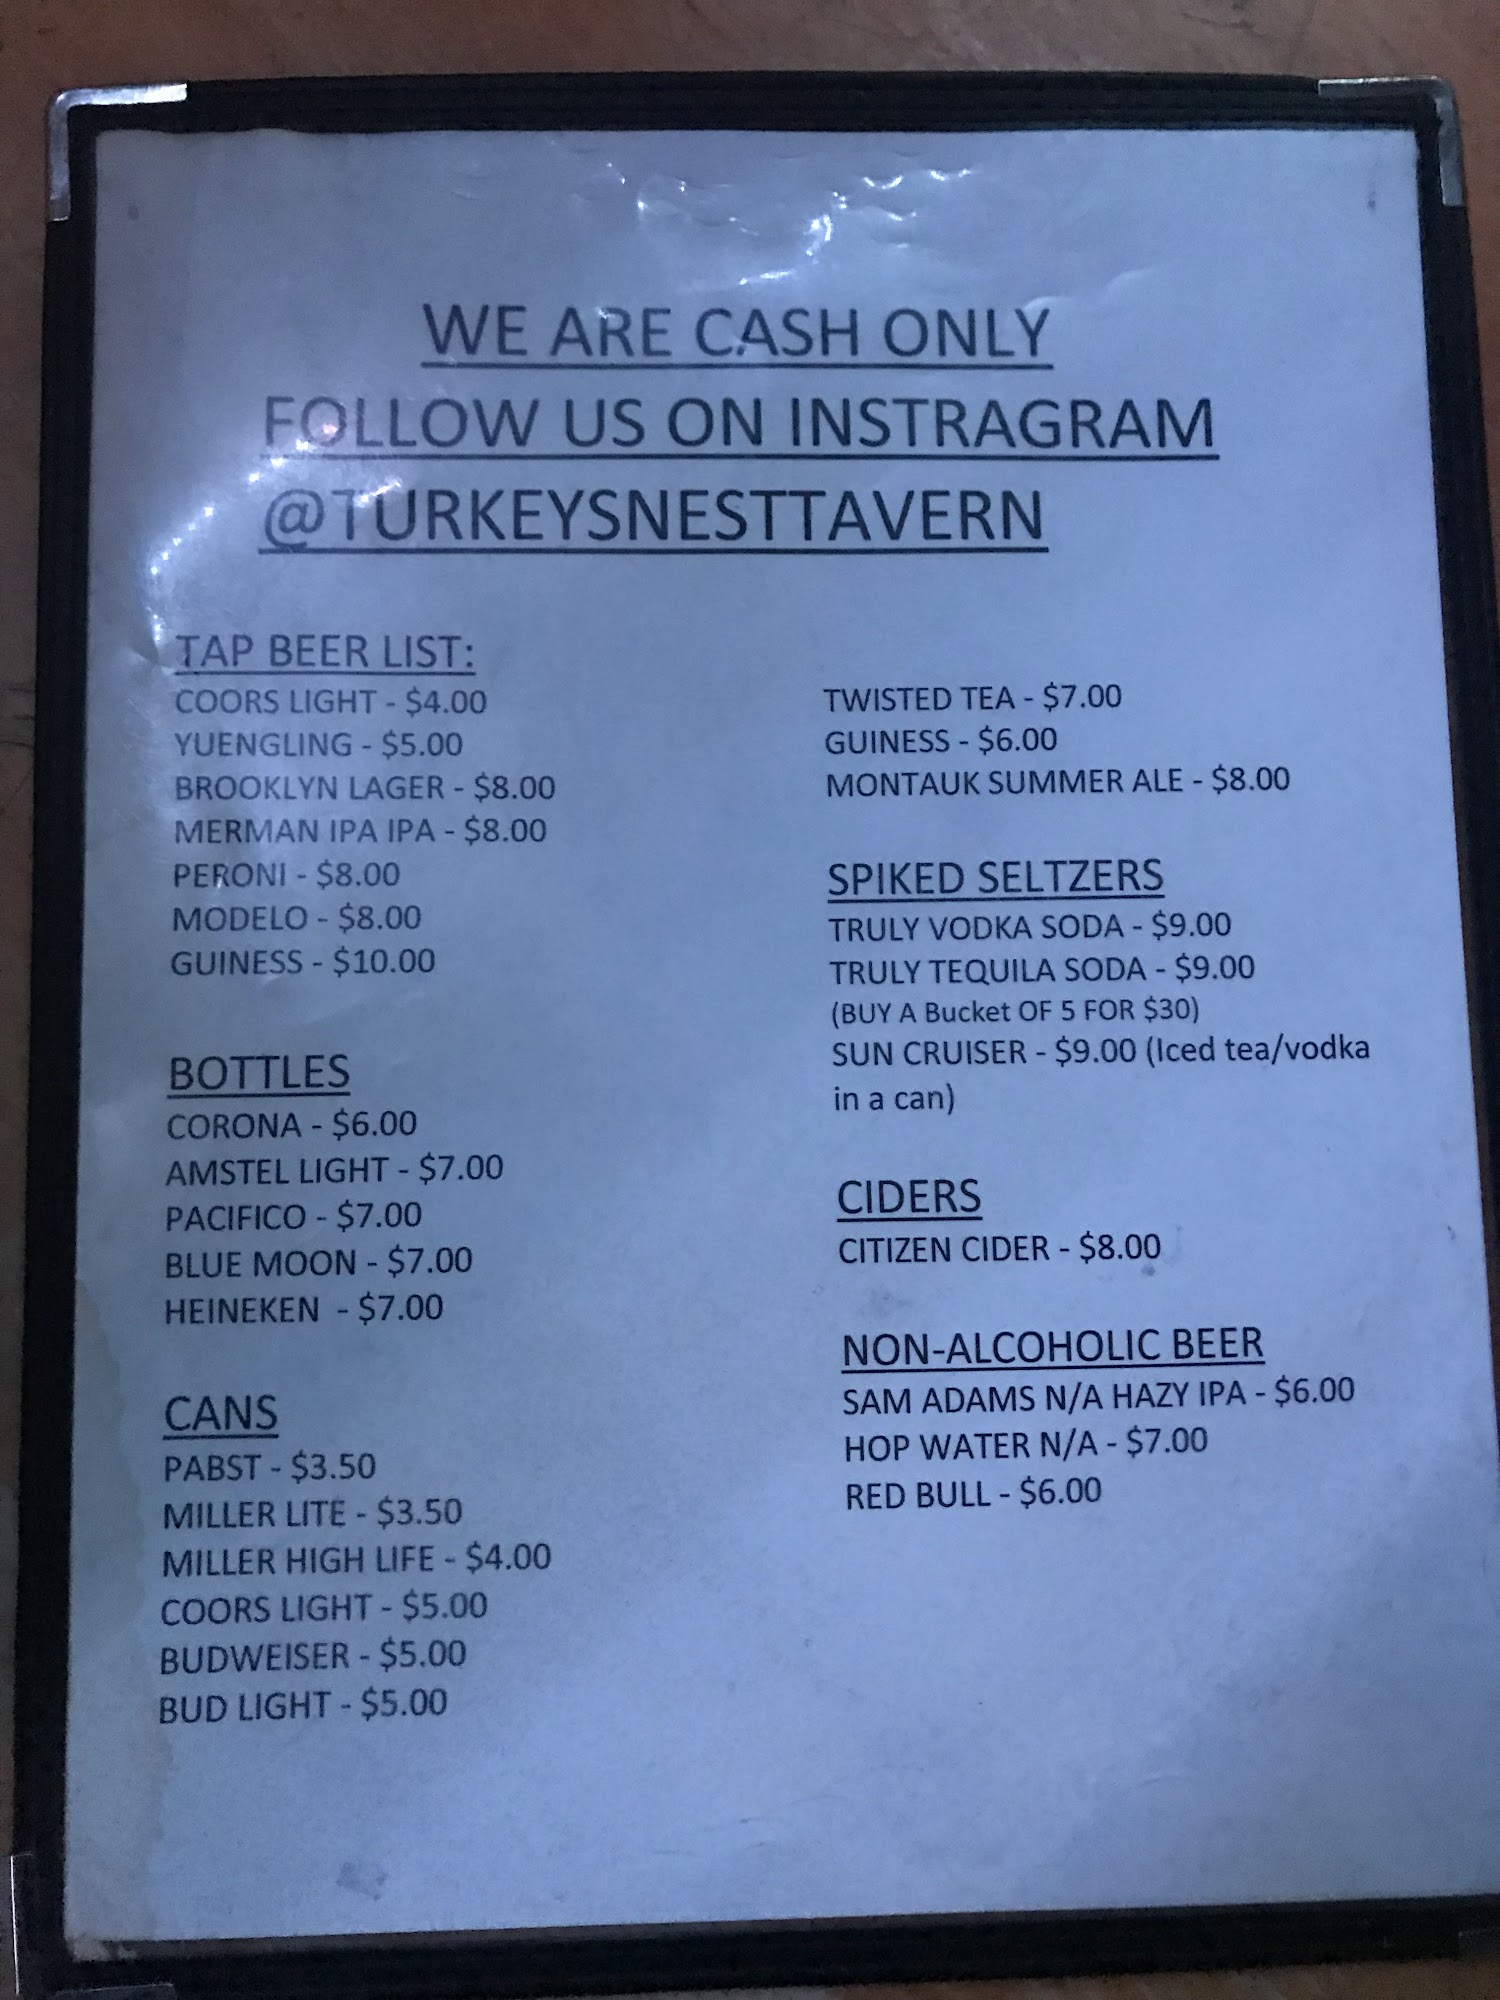 WE ARE CASH ONLY
FOLLOW US ON INSTRAGRAM
@TURKEYSNESTTAVERN
TAP BEER LIST:
COORS LIGHT - $4.00
YUENGLING - $5.00
BROOKLYN LAGER - $8.00
MERMAN IPA IPA - $8.00
PERONI - $8.00
MODELO - $8.00
GUINESS - $10.00
BOTTLES
CORONA - $6.00
AMSTEL LIGHT - $7.00
PACIFICO - $7.00
BLUE MOON - $7.00
HEINEKEN - $7.00
CANS
PABST - $3.50
MILLER LITE - $3.50
MILLER HIGH LIFE - $4.00
COORS LIGHT - $5.00
BUDWEISER - $5.00
BUD LIGHT - $5.00
TWISTED TEA - $7.00
GUINESS - $6.00
MONTAUK SUMMER ALE - $8.00
SPIKED SELTZERS
TRULY VODKA SODA - $9.00
TRULY TEQUILA SODA - $9.00
(BUY A Bucket OF 5 FOR $30)
SUN CRUISER - $9.00 (Iced tea/vodka
in a can)
CIDERS
CITIZEN CIDER - $8.00
NON-ALCOHOLIC BEER
SAM ADAMS N/A HAZY IPA - $6.00
HOP WATER N/A - $7.00
RED BULL - $6.00